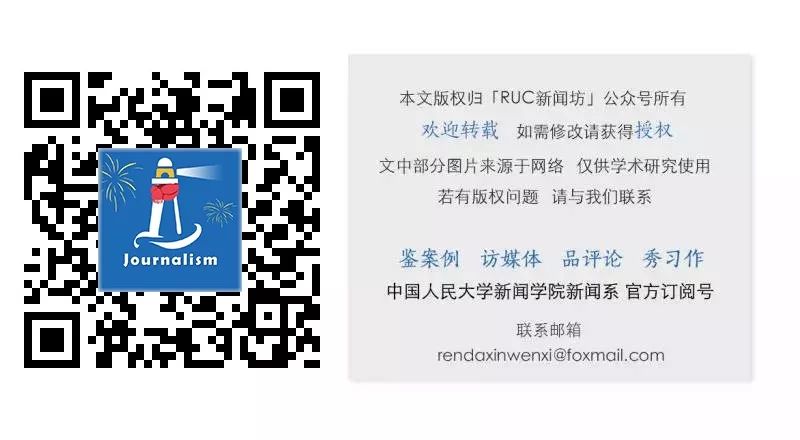 Journalism
本文版权归「RUC新闻坊」公众号所有
欢迎转载 如需修改请获得授权
文中部分图片来源于网络 仅供学术研究使用
若有版权问题 请与我们联系
鉴案例 访媒体 品评论 秀习作
中国人民大学新闻学院新闻系 官方订阅号
联系邮箱
rendaxinwenxi@foxmail.com